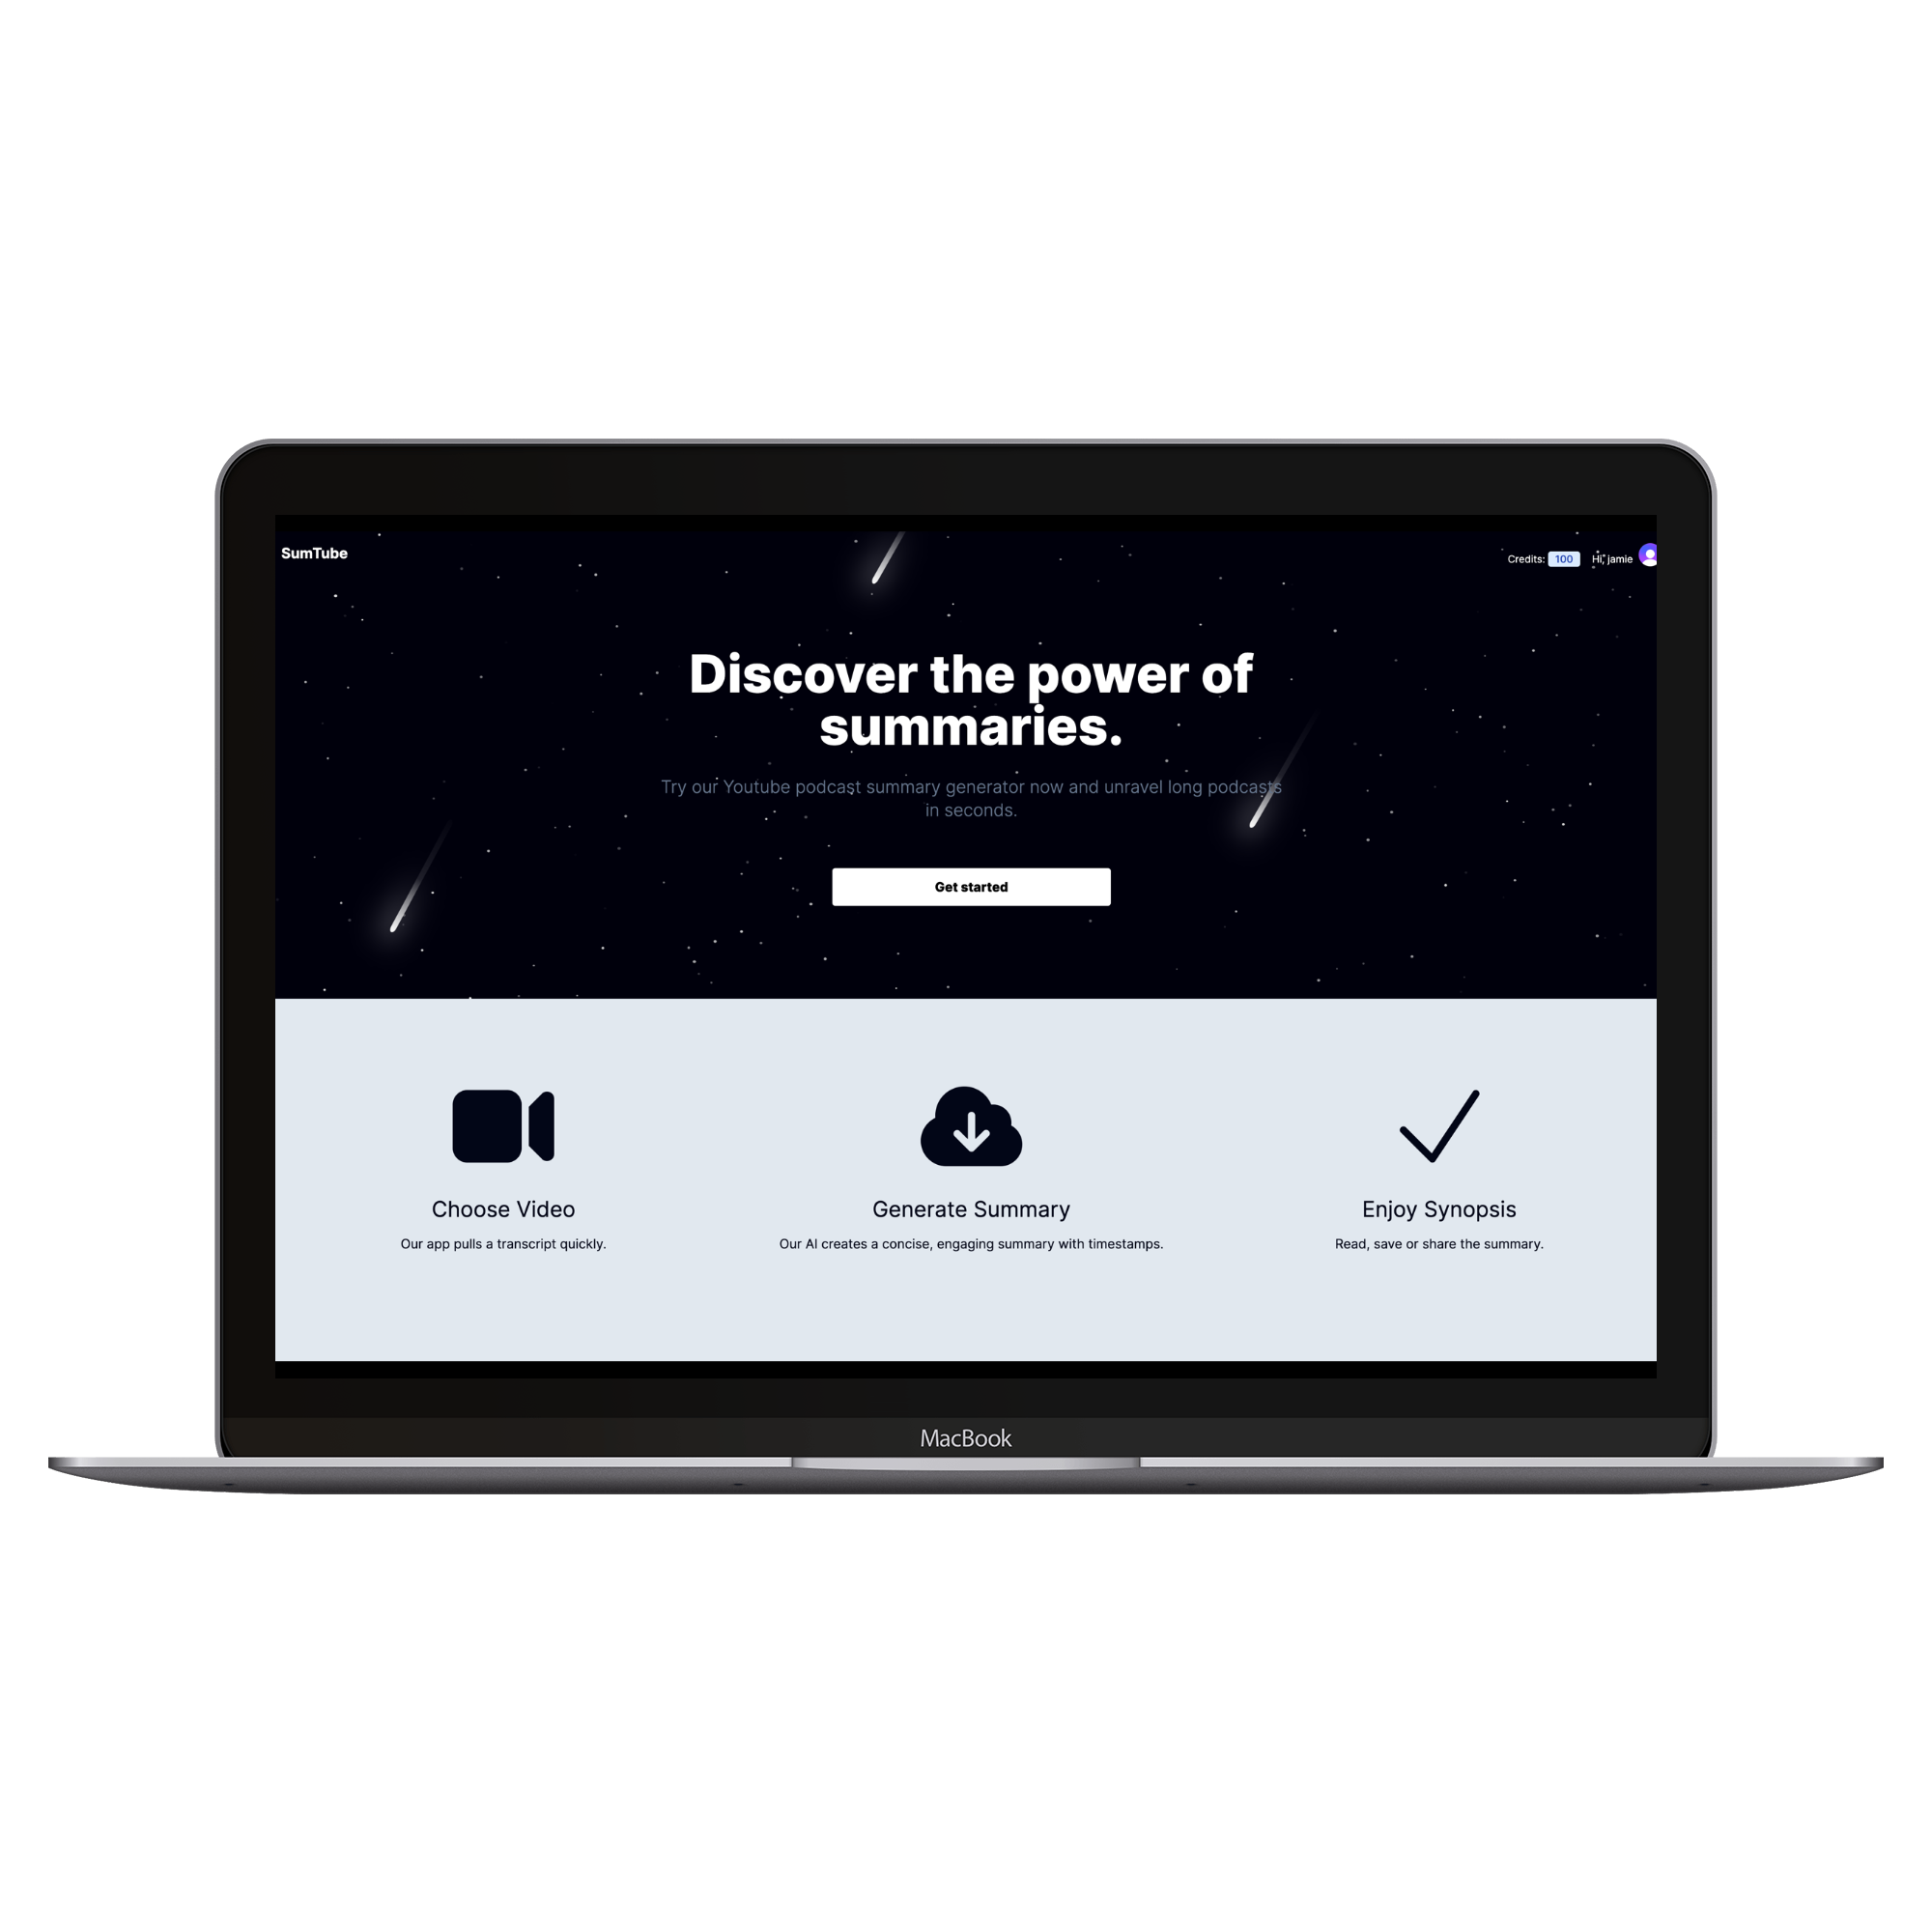 SumTube
Credits: 100 Hi, jamie
Discover the power of
summaries.
Try our Youtube podcast summary generator now and unravel long podcasts
in seconds.
Get started
Choose Video
Our app pulls a transcript quickly.
Generate Summary
Our AI creates a concise, engaging summary with timestamps.
Enjoy Synopsis
Read, save or share the summary.
MacBook